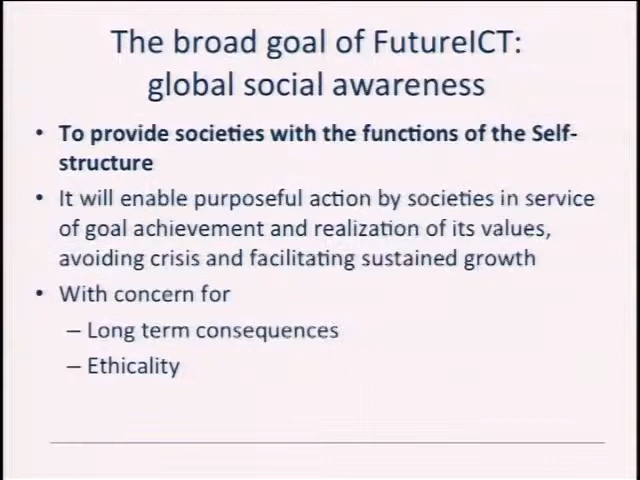 The broad goal of FutureICT:
global social awareness
• To provide societies with the functions of the Self-
structure
• It will enable purposeful action by societies in service
of goal achievement and realization of its values,
avoiding crisis and facilitating sustained growth
• With concern for
– Long term consequences
– Ethicality